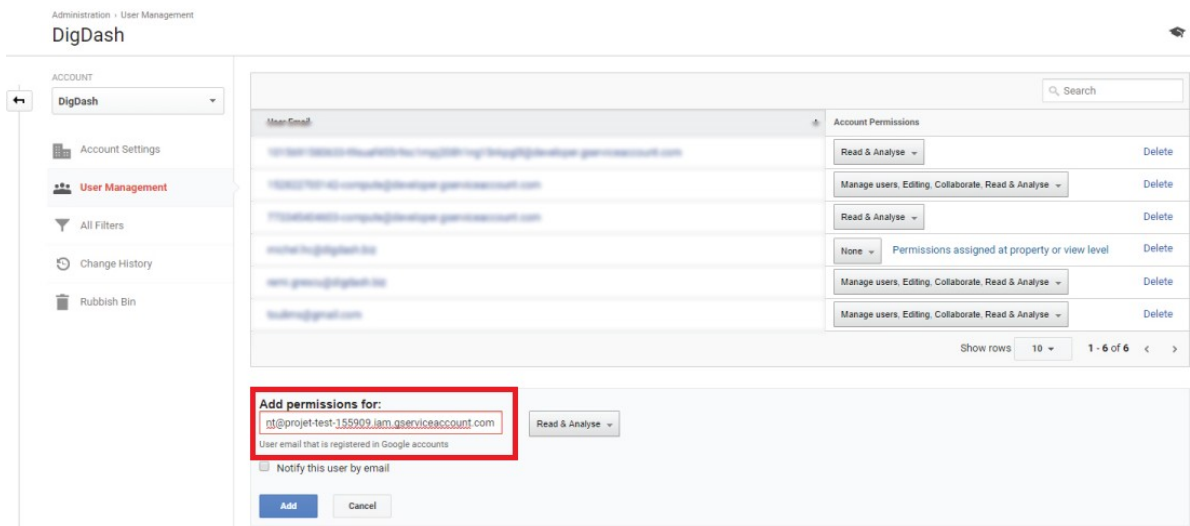 Administration › User Management
DigDash
ACCOUNT
DigDash
Account Settings
User Management
All Filters
Change History
Rubbish Bin
Search
User Email
Account Permissions
Read & Analyse
Delete
Manage users, Editing, Collaborate, Read & Analyse
Delete
Read & Analyse
Delete
None
Permissions assigned at property or view level
Delete
Manage users, Editing, Collaborate, Read & Analyse
Delete
Manage users, Editing, Collaborate, Read & Analyse
Delete
Show rows 10 1 - 6 of 6
Add permissions for:
nt@projet-test-155909.iam.gserviceaccount.com
Read & Analyse
User email that is registered in Google accounts
Notify this user by email
Add Cancel